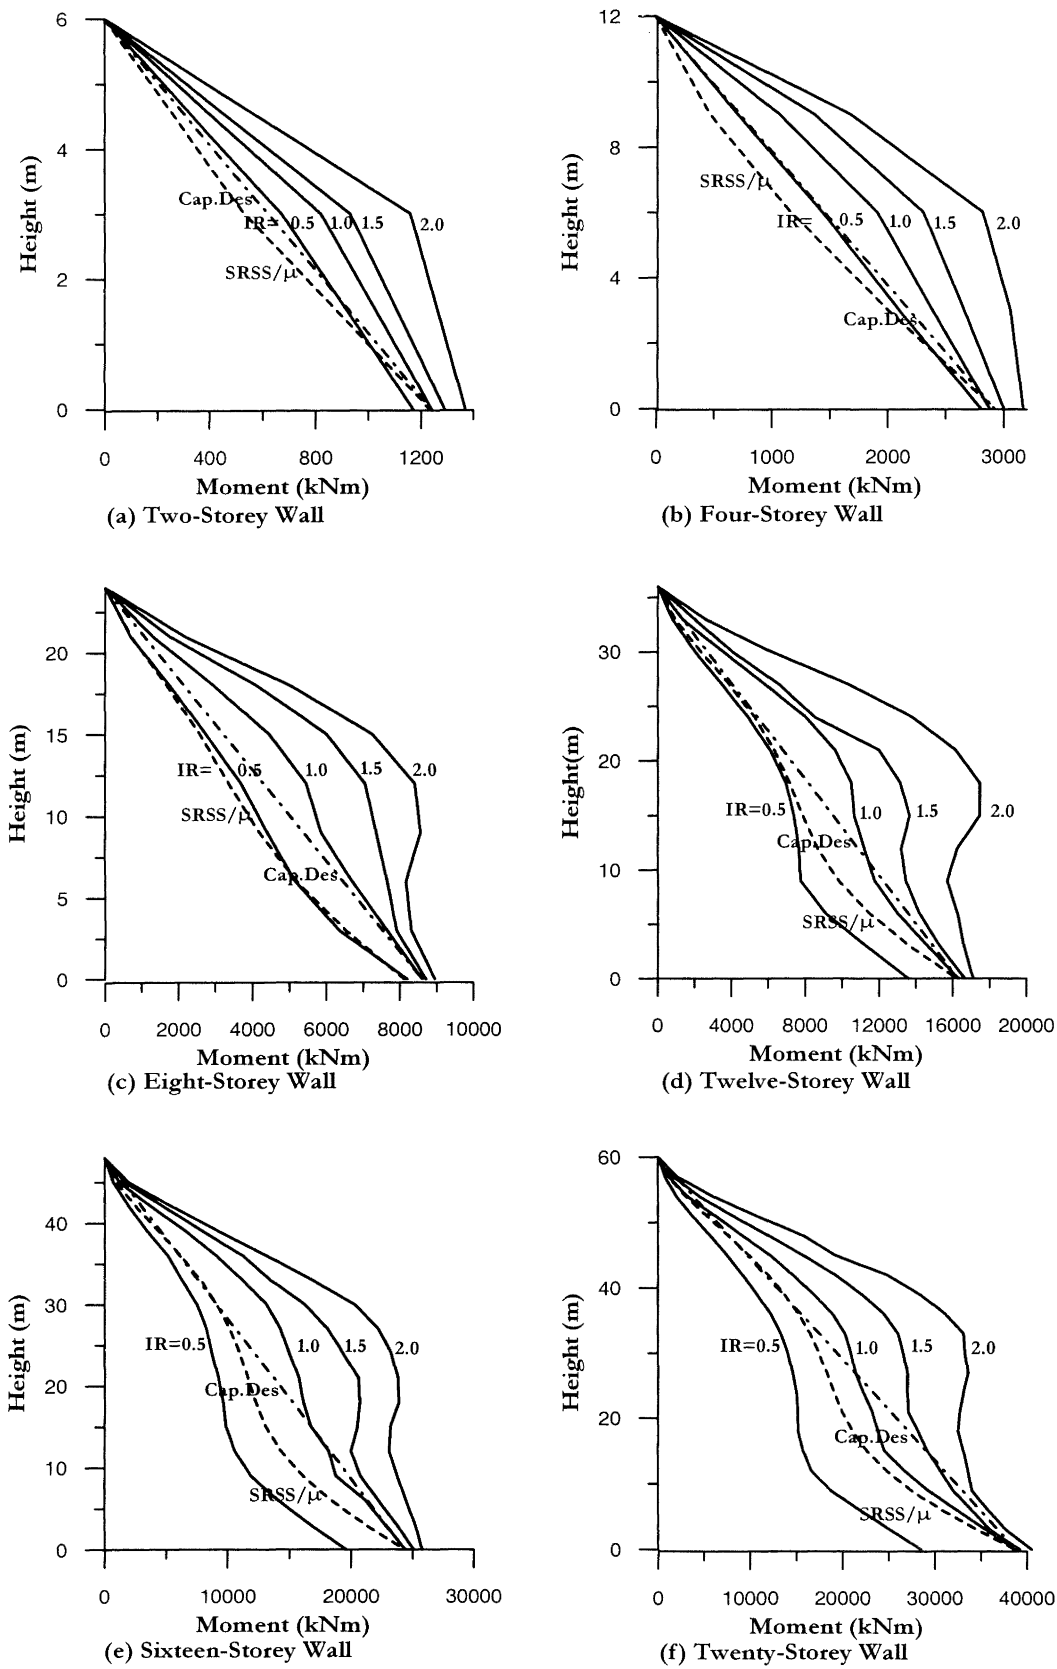 6
4
2
0
Height (m)
Cap.Des
IR= 0.5 1.0 1.5 2.0
SRSS/μ
0 400 800 1200
Moment (kNm)
(a) Two-Storey Wall
12
8
4
0
Height (m)
SRSS/μ
IR= 0.5 1.0 1.5 2.0
Cap.Des
0 1000 2000 3000
Moment (kNm)
(b) Four-Storey Wall
20
15
10
5
0
Height (m)
IR= 0.5 1.0 1.5 2.0
SRSS/μ
Cap.Des
0 2000 4000 6000 8000 10000
Moment (kNm)
(c) Eight-Storey Wall
30
20
10
0
Height(m)
IR=0.5 1.0 1.5 2.0
Cap.Des
SRSS/μ
0 4000 8000 12000 16000 20000
Moment (kNm)
(d) Twelve-Storey Wall
40
30
20
10
0
Height (m)
IR=0.5 1.0 1.5 2.0
Cap.Des
SRSS/μ
0 10000 20000 30000
Moment (kNm)
(e) Sixteen-Storey Wall
60
40
20
0
Height (m)
IR=0.5 1.0 1.5 2.0
Cap.Des
SRSS/μ
0 10000 20000 30000 40000
Moment (kNm)
(f) Twenty-Storey Wall